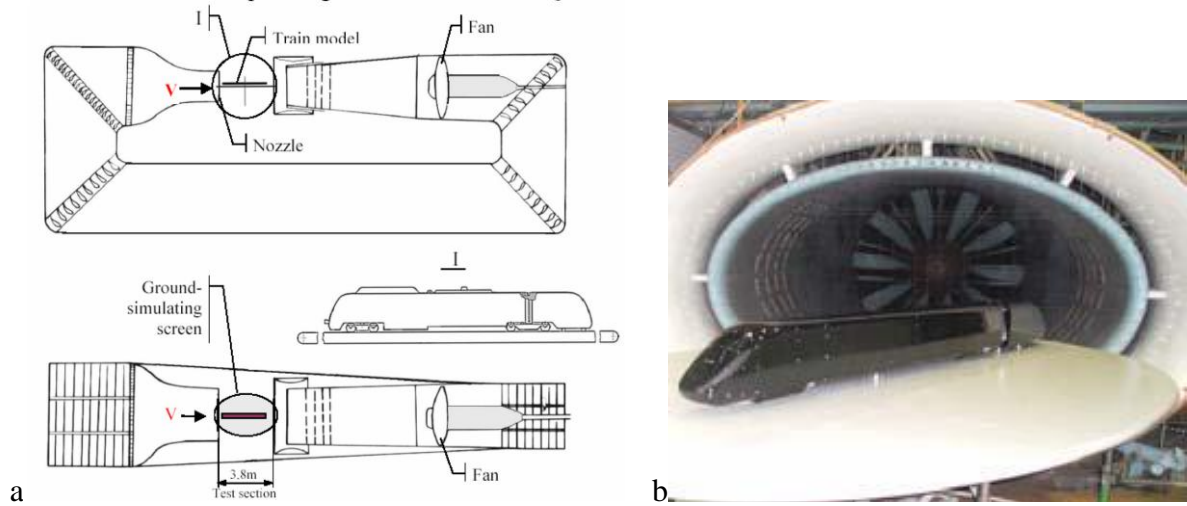 I
Train model
Fan
V
Nozzle
I
Ground-
simulating
screen
V
3.8m
Test section
Fan
a
b